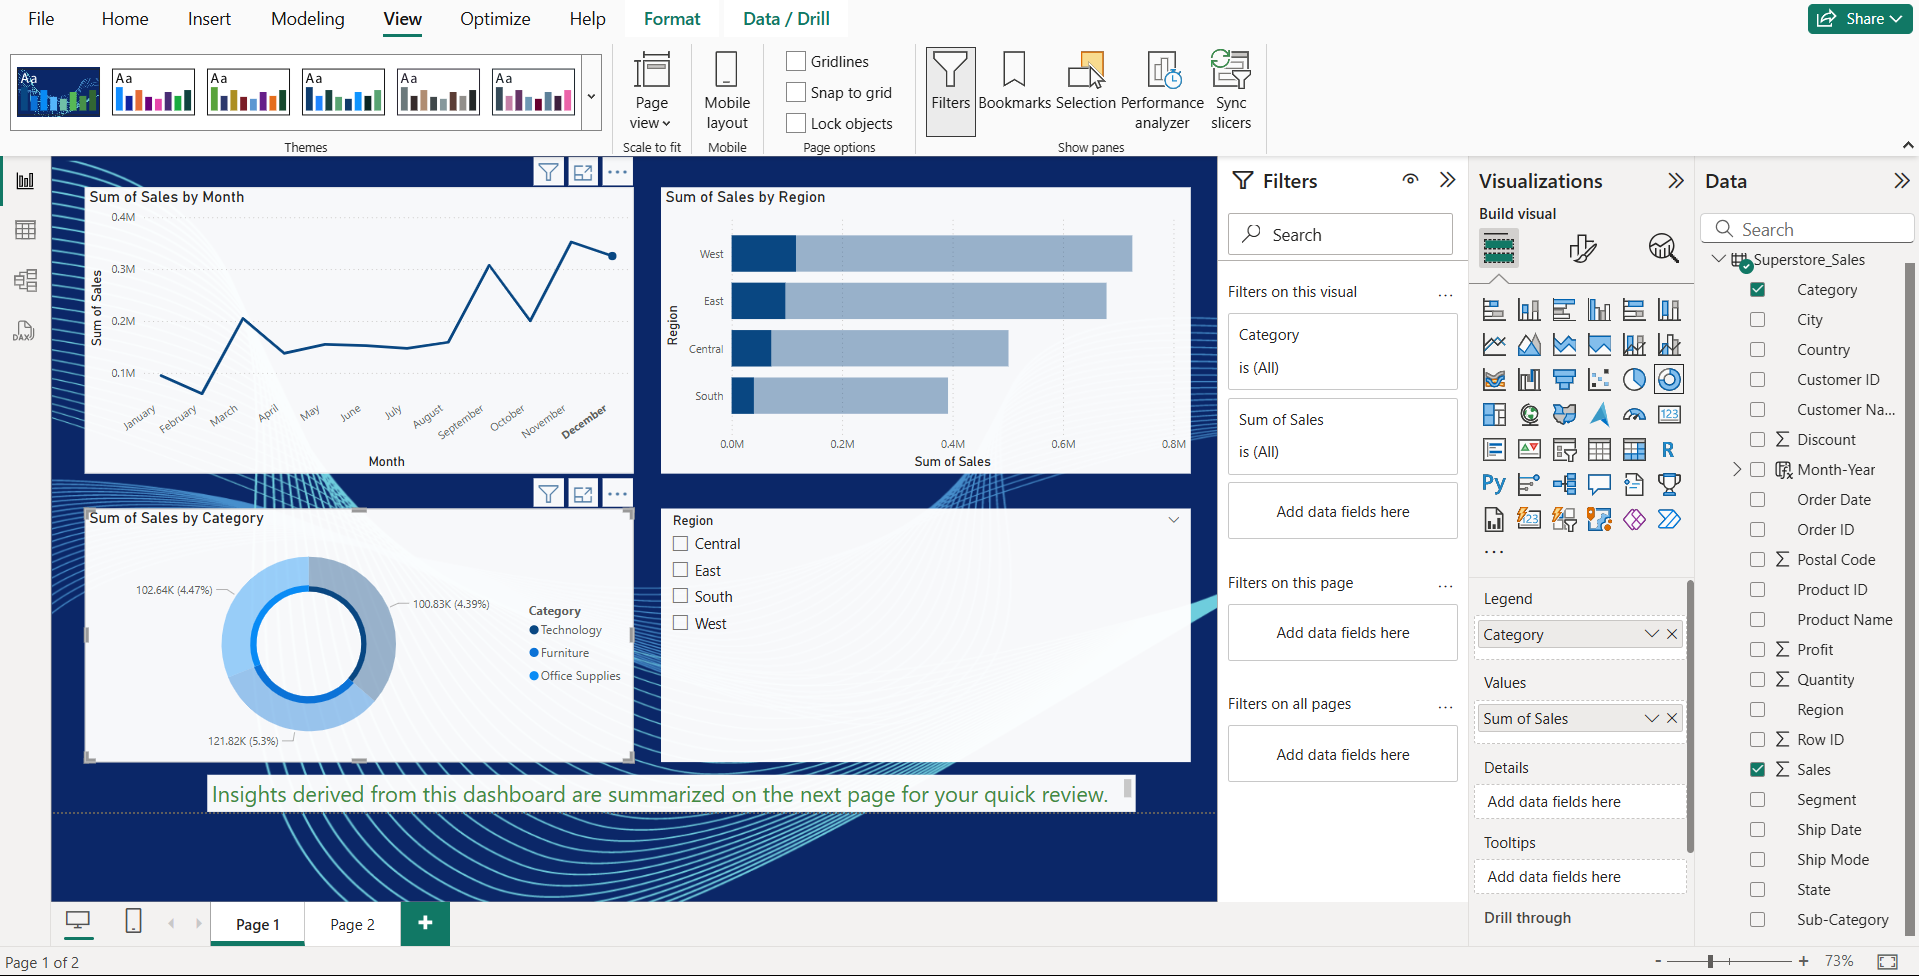 File Home Insert Modeling View Optimize Help Format Data / Drill Share
Aa Aa Aa Aa Aa Aa
Themes
Page view
Scale to fit
Mobile layout
Mobile
Gridlines
Snap to grid
Lock objects
Page options
Filters
Bookmarks
Selection
Performance analyzer
Sync slicers
Show panes
Sum of Sales by Month
Sum of Sales
0.4M
0.3M
0.2M
0.1M
January February March April May June July August September October November December
Month
Sum of Sales by Region
Region
West
East
Central
South
0.0M 0.2M 0.4M 0.6M 0.8M
Sum of Sales
Sum of Sales by Category
102.64K (4.47%)
100.83K (4.39%)
121.82K (5.3%)
Category
Technology
Furniture
Office Supplies
Region
Central
East
South
West
Insights derived from this dashboard are summarized on the next page for your quick review.
Filters
Search
Filters on this visual ...
Category
is (All)
Sum of Sales
is (All)
Add data fields here
Filters on this page ...
Add data fields here
Filters on all pages ...
Add data fields here
Visualizations
Build visual
123
R
Py
123
...
Legend
Category
Values
Sum of Sales
Details
Add data fields here
Tooltips
Add data fields here
Drill through
Data
Search
Superstore_Sales
Category
City
Country
Customer ID
Customer Na...
Σ Discount
Month-Year
Order Date
Order ID
Σ Postal Code
Product ID
Product Name
Σ Profit
Σ Quantity
Region
Σ Row ID
Σ Sales
Segment
Ship Date
Ship Mode
State
Sub-Category
DAX
Page 1 Page 2 +
Page 1 of 2
- + 73%